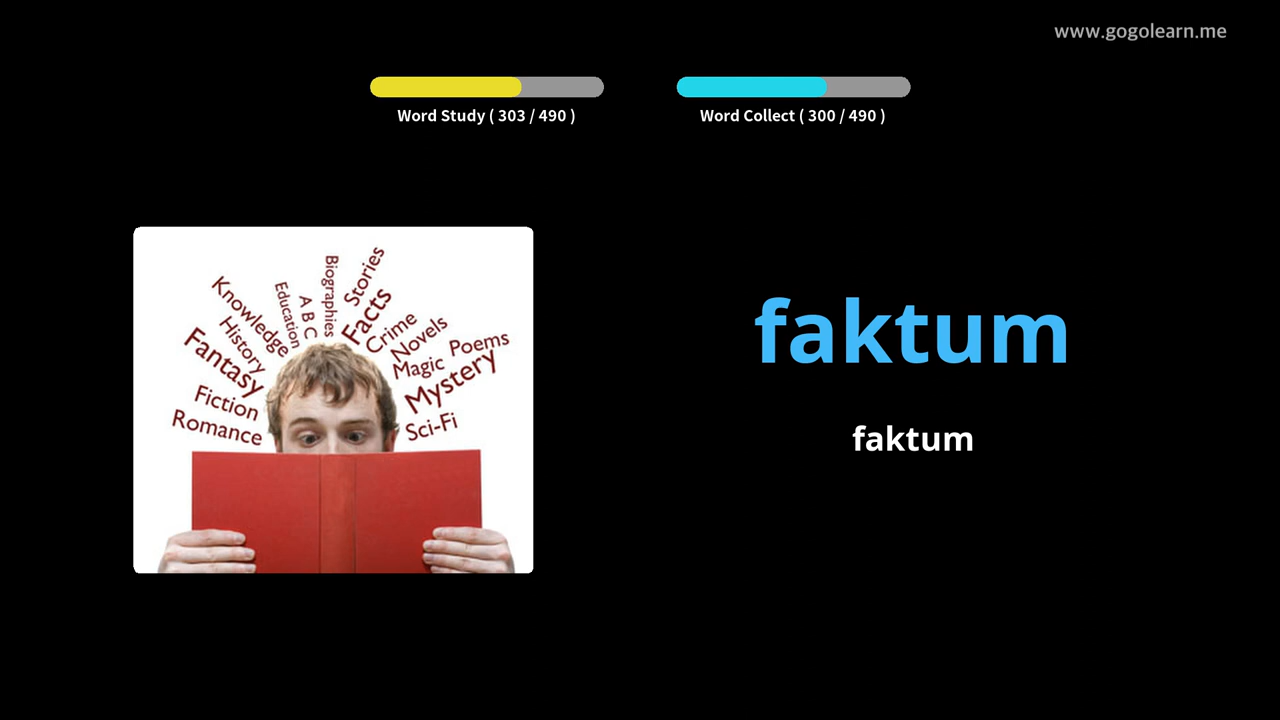 www.gogolearn.me
Word Study ( 303 / 490 )
Word Collect ( 300 / 490 )
Knowledge
Education
A B C
Biographies
Stories
Facts
Crime
Novels
Poems
Magic
Mystery
Sci-Fi
History
Fantasy
Fiction
Romance
faktum
faktum